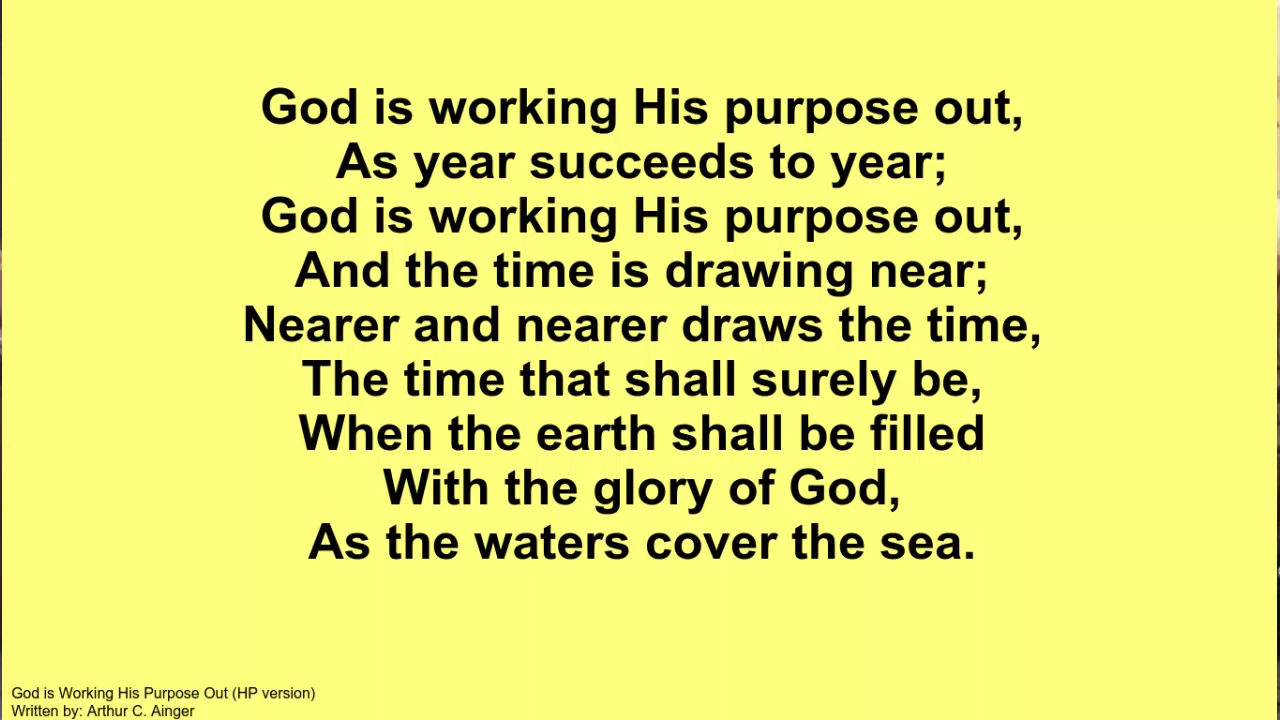 God is working His purpose out,
As year succeeds to year;
God is working His purpose out,
And the time is drawing near;
Nearer and nearer draws the time,
The time that shall surely be,
When the earth shall be filled
With the glory of God,
As the waters cover the sea.
God is Working His Purpose Out (HP version)
Written by: Arthur C. Ainger